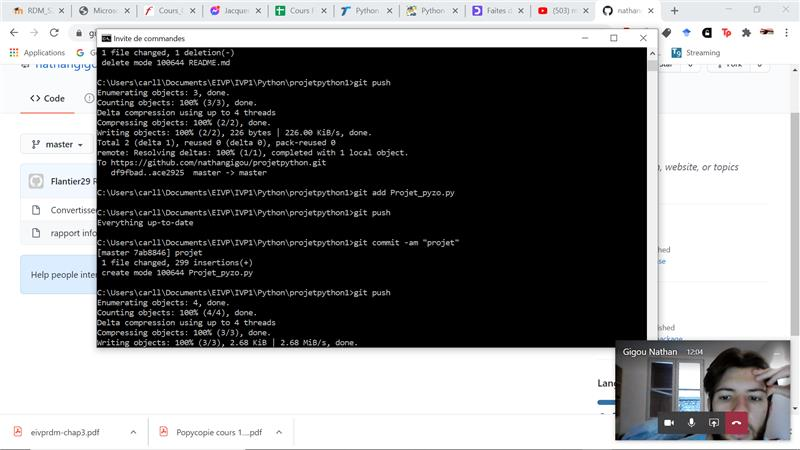 RDM_S
Microsc
Cours_C
Jacques
Cours I
Python
Python
Faites d
(503) m
nathan
Applications
G
Tg Streaming
nathangigou
Fork
Code
master
Flantier29 R
Convertisse
rapport info
Help people inter
Invite de commandes
1 file changed, 1 deletion(-)
delete mode 100644 README.md
C:\Users\carll\Documents\EIVP\IVP1\Python\projetpython1>git push
Enumerating objects: 3, done.
Counting objects: 100% (3/3), done.
Delta compression using up to 4 threads
Compressing objects: 100% (2/2), done.
Writing objects: 100% (2/2), 226 bytes | 226.00 KiB/s, done.
Total 2 (delta 1), reused 0 (delta 0), pack-reused 0
remote: Resolving deltas: 100% (1/1), completed with 1 local object.
To https://github.com/nathangigou/projetpython.git
df9fbad..ace2925 master -> master
C:\Users\carll\Documents\EIVP\IVP1\Python\projetpython1>git add Projet_pyzo.py
C:\Users\carll\Documents\EIVP\IVP1\Python\projetpython1>git push
Everything up-to-date
C:\Users\carll\Documents\EIVP\IVP1\Python\projetpython1>git commit -am "projet"
[master 7ab8846] projet
1 file changed, 299 insertions(+)
create mode 100644 Projet_pyzo.py
C:\Users\carll\Documents\EIVP\IVP1\Python\projetpython1>git push
Enumerating objects: 4, done.
Counting objects: 100% (4/4), done.
Delta compression using up to 4 threads
Compressing objects: 100% (3/3), done.
Writing objects: 100% (3/3), 2.68 KiB | 2.68 MiB/s, done.
n, website, or topics
shed
se
ished
package
Lang
Gigou Nathan 12:04
eivprdm-chap3.pdf
Popycopie cours 1....pdf